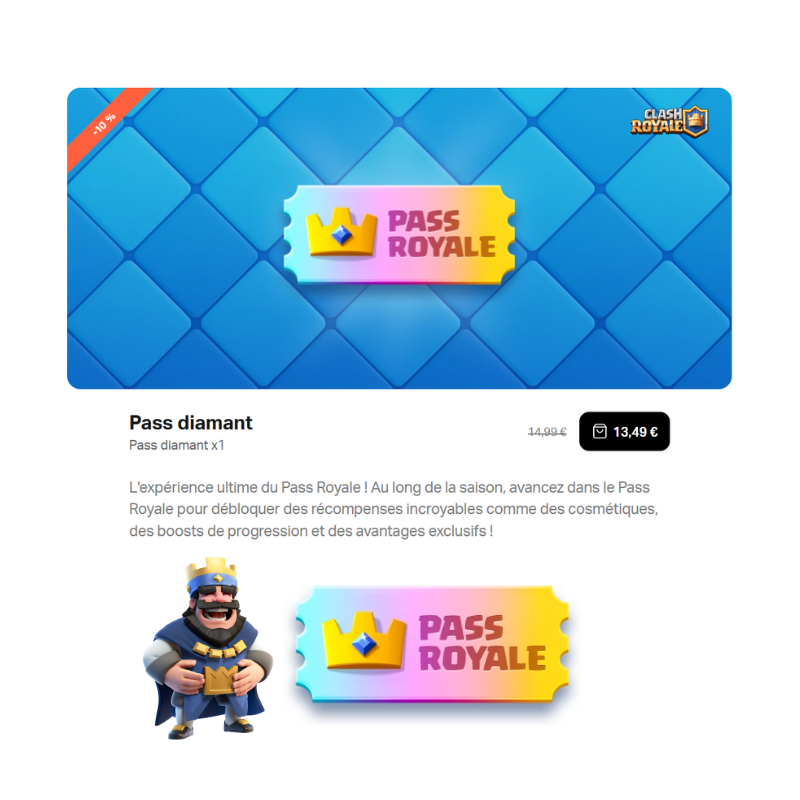 -10 %
CLASH
ROYALE
PASS
ROYALE
Pass diamant
Pass diamant x1
14,99 €
13,49 €
L'expérience ultime du Pass Royale ! Au long de la saison, avancez dans le Pass
Royale pour débloquer des récompenses incroyables comme des cosmétiques,
des boosts de progression et des avantages exclusifs !
PASS
ROYALE